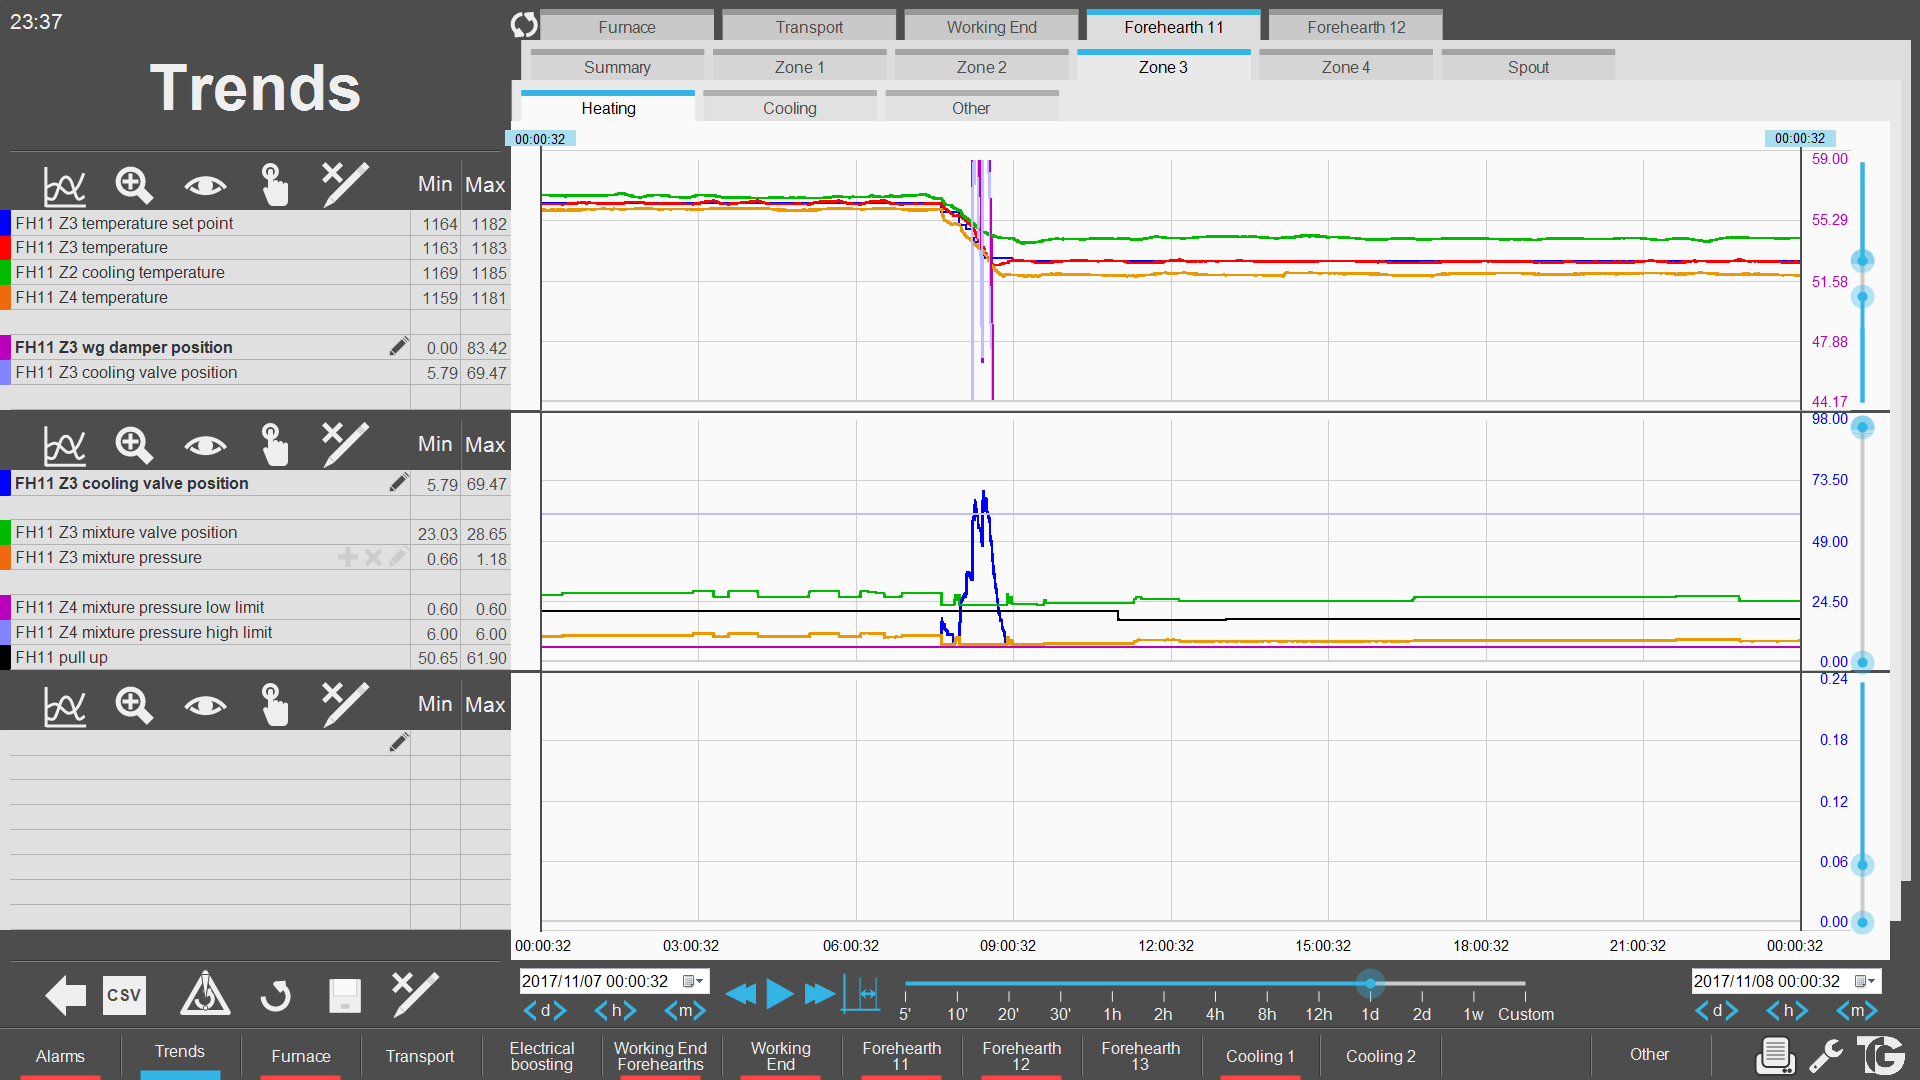 23:37
Trends
Furnace
Transport
Working End
Forehearth 11
Forehearth 12
Summary
Zone 1
Zone 2
Zone 3
Zone 4
Spout
Heating
Cooling
Other
00:00:32
00:00:32
Min Max
FH11 Z3 temperature set point 1164 1182
FH11 Z3 temperature 1163 1183
FH11 Z2 cooling temperature 1169 1185
FH11 Z4 temperature 1159 1181
FH11 Z3 wg damper position 0.00 83.42
FH11 Z3 cooling valve position 5.79 69.47
59.00
55.29
51.58
47.88
44.17
Min Max
FH11 Z3 cooling valve position 5.79 69.47
FH11 Z3 mixture valve position 23.03 28.65
FH11 Z3 mixture pressure 0.66 1.18
FH11 Z4 mixture pressure low limit 0.60 0.60
FH11 Z4 mixture pressure high limit 6.00 6.00
FH11 pull up 50.65 61.90
98.00
73.50
49.00
24.50
0.00
Min Max
0.24
0.18
0.12
0.06
0.00
00:00:32 03:00:32 06:00:32 09:00:32 12:00:32 15:00:32 18:00:32 21:00:32 00:00:32
CSV
2017/11/07 00:00:32
d h m
5' 10' 20' 30' 1h 2h 4h 8h 12h 1d 2d 1w Custom
2017/11/08 00:00:32
d h m
Alarms
Trends
Furnace
Transport
Electrical
boosting
Working End
Forehearths
Working
End
Forehearth
11
Forehearth
12
Forehearth
13
Cooling 1
Cooling 2
Other
TG